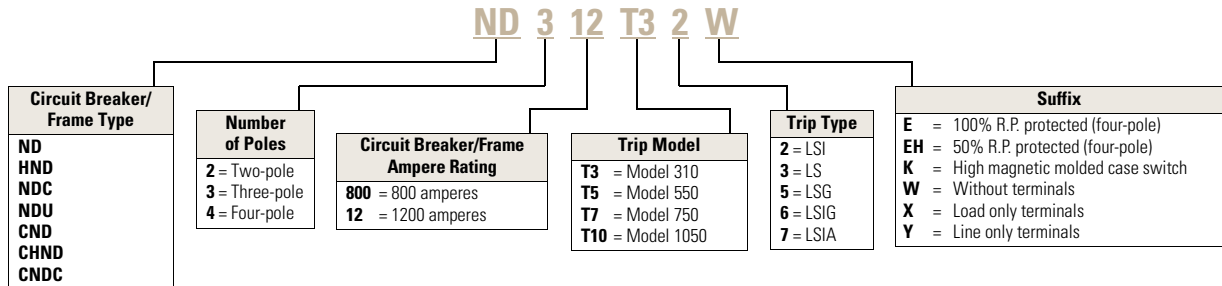 ND 3 12 T3 2 W
Circuit Breaker/
Frame Type
ND
HND
NDC
NDU
CND
CHND
CNDC
Number
of Poles
2 = Two-pole
3 = Three-pole
4 = Four-pole
Circuit Breaker/Frame
Ampere Rating
800 = 800 amperes
12 = 1200 amperes
Trip Model
T3 = Model 310
T5 = Model 550
T7 = Model 750
T10 = Model 1050
Trip Type
2 = LSI
3 = LS
5 = LSG
6 = LSIG
7 = LSIA
Suffix
E = 100% R.P. protected (four-pole)
EH = 50% R.P. protected (four-pole)
K = High magnetic molded case switch
W = Without terminals
X = Load only terminals
Y = Line only terminals